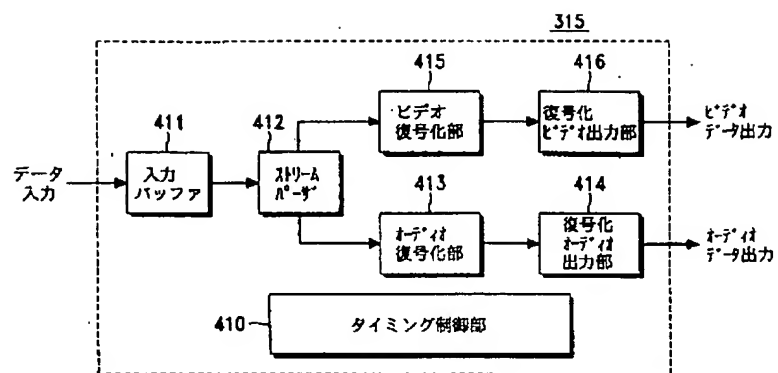 315
415
416
ビデオ
復号化部
復号化
ビデオ出力部
ビデオ
データ出力
411
412
データ
入力
入力
バッファ
ストリーム
パーザ
413
414
オーディオ
復号化部
復号化
オーディオ
出力部
オーディオ
データ出力
410
タイミング制御部